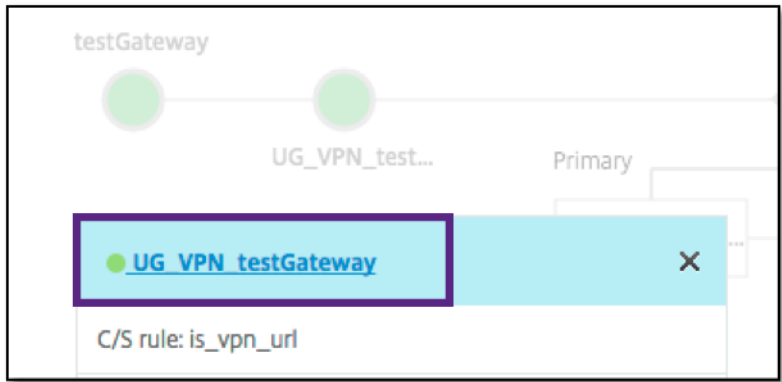 testGateway
UG_VPN_test...
Primary
...
UG_VPN_testGateway
C/S rule: is_vpn_url